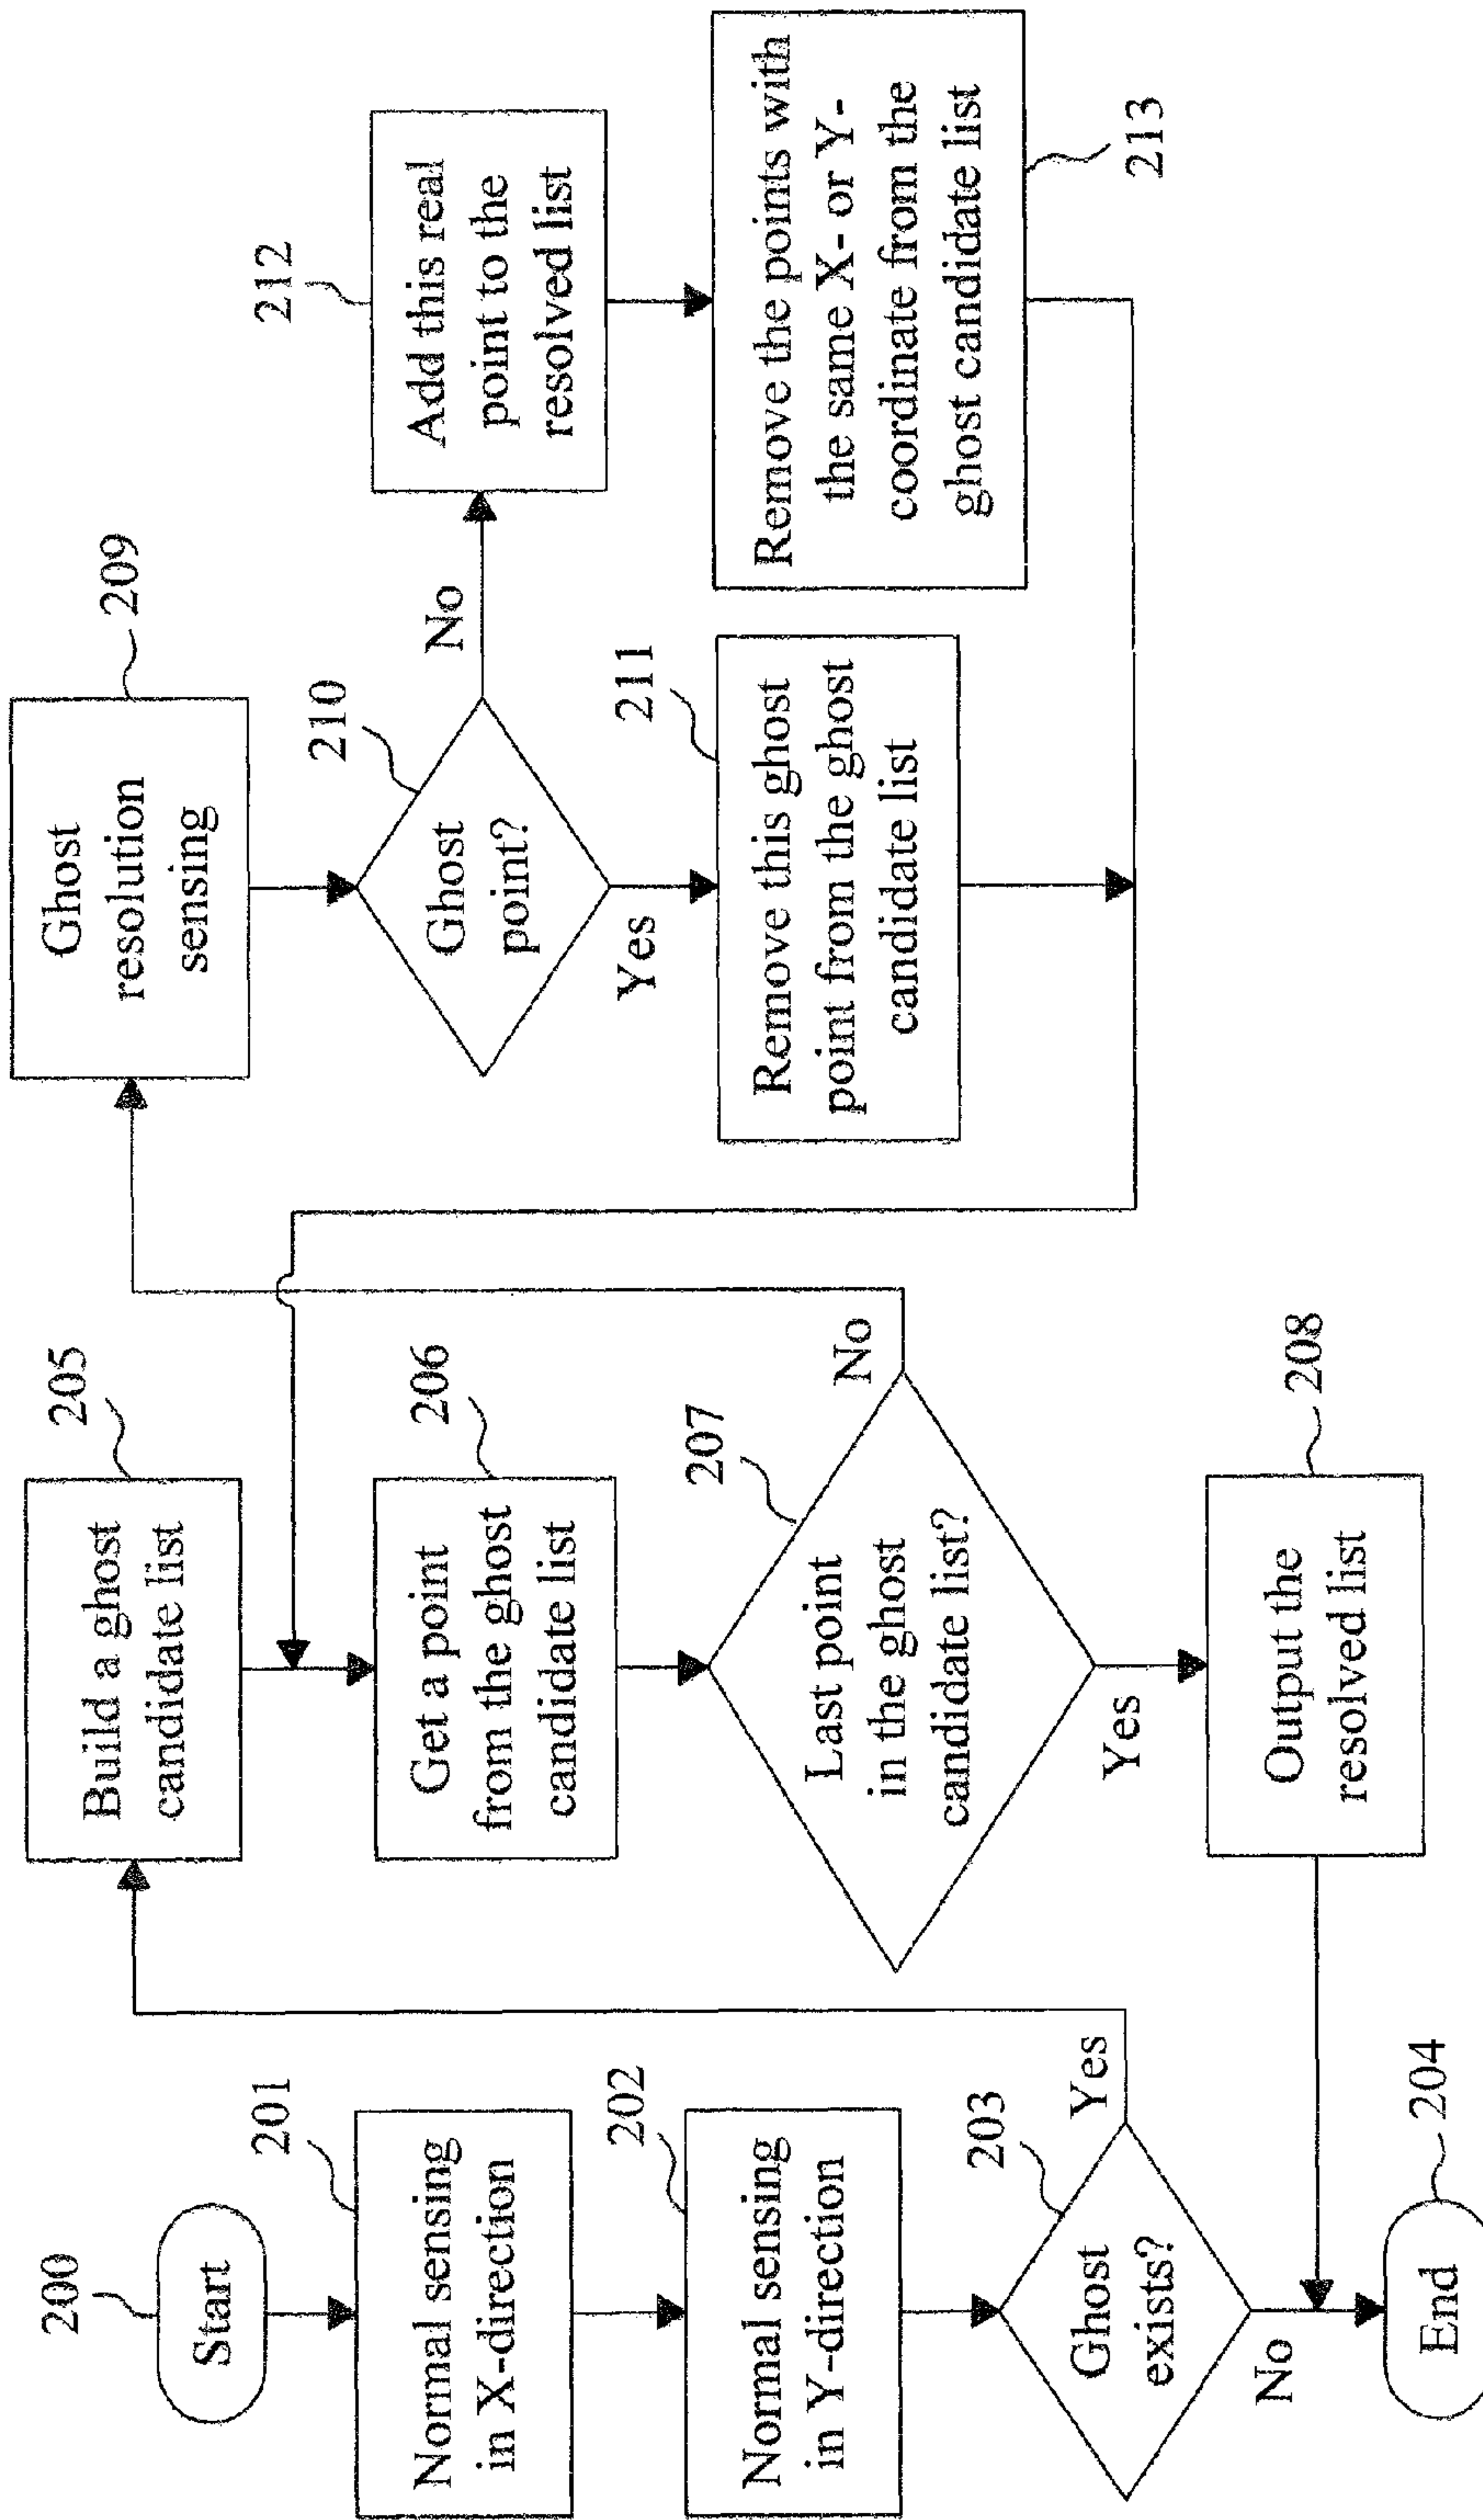 200
Start
201
Normal sensing
in X-direction
202
Normal sensing
in Y-direction
203
Ghost
exists?
Yes
No
204
End
205
Build a ghost
candidate list
206
Get a point
from the ghost
candidate list
207
Last point
in the ghost
candidate list?
No
Yes
208
Output the
resolved list
209
Ghost
resolution
sensing
210
Ghost
point?
No
Yes
211
Remove this ghost
point from the ghost
candidate list
212
Add this real
point to the
resolved list
Remove the points with
the same X- or Y-
coordinate from the
ghost candidate list
213